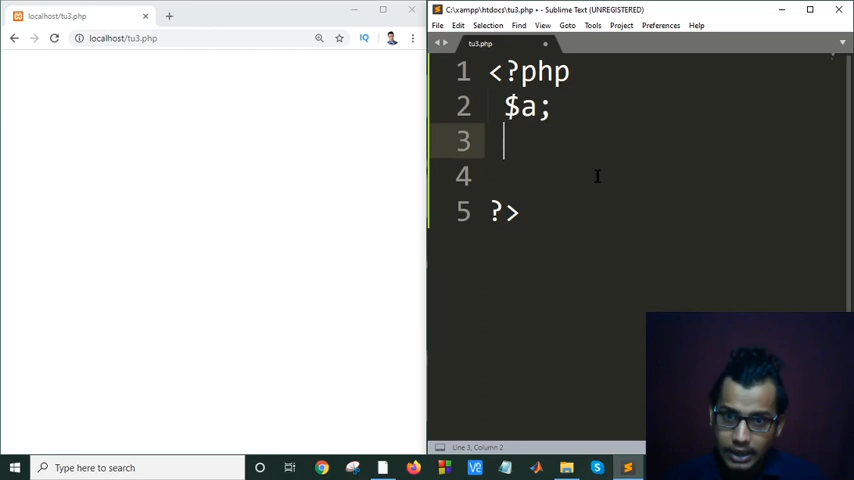 localhost/tu3.php
localhost/tu3.php
IQ
C:\xampp\htdocs\tu3.php • - Sublime Text (UNREGISTERED)
File Edit Selection Find View Goto Tools Project Preferences Help
tu3.php
1 <?php
2 $a;
3
4
5 ?>
Line 3, Column 2
Type here to search